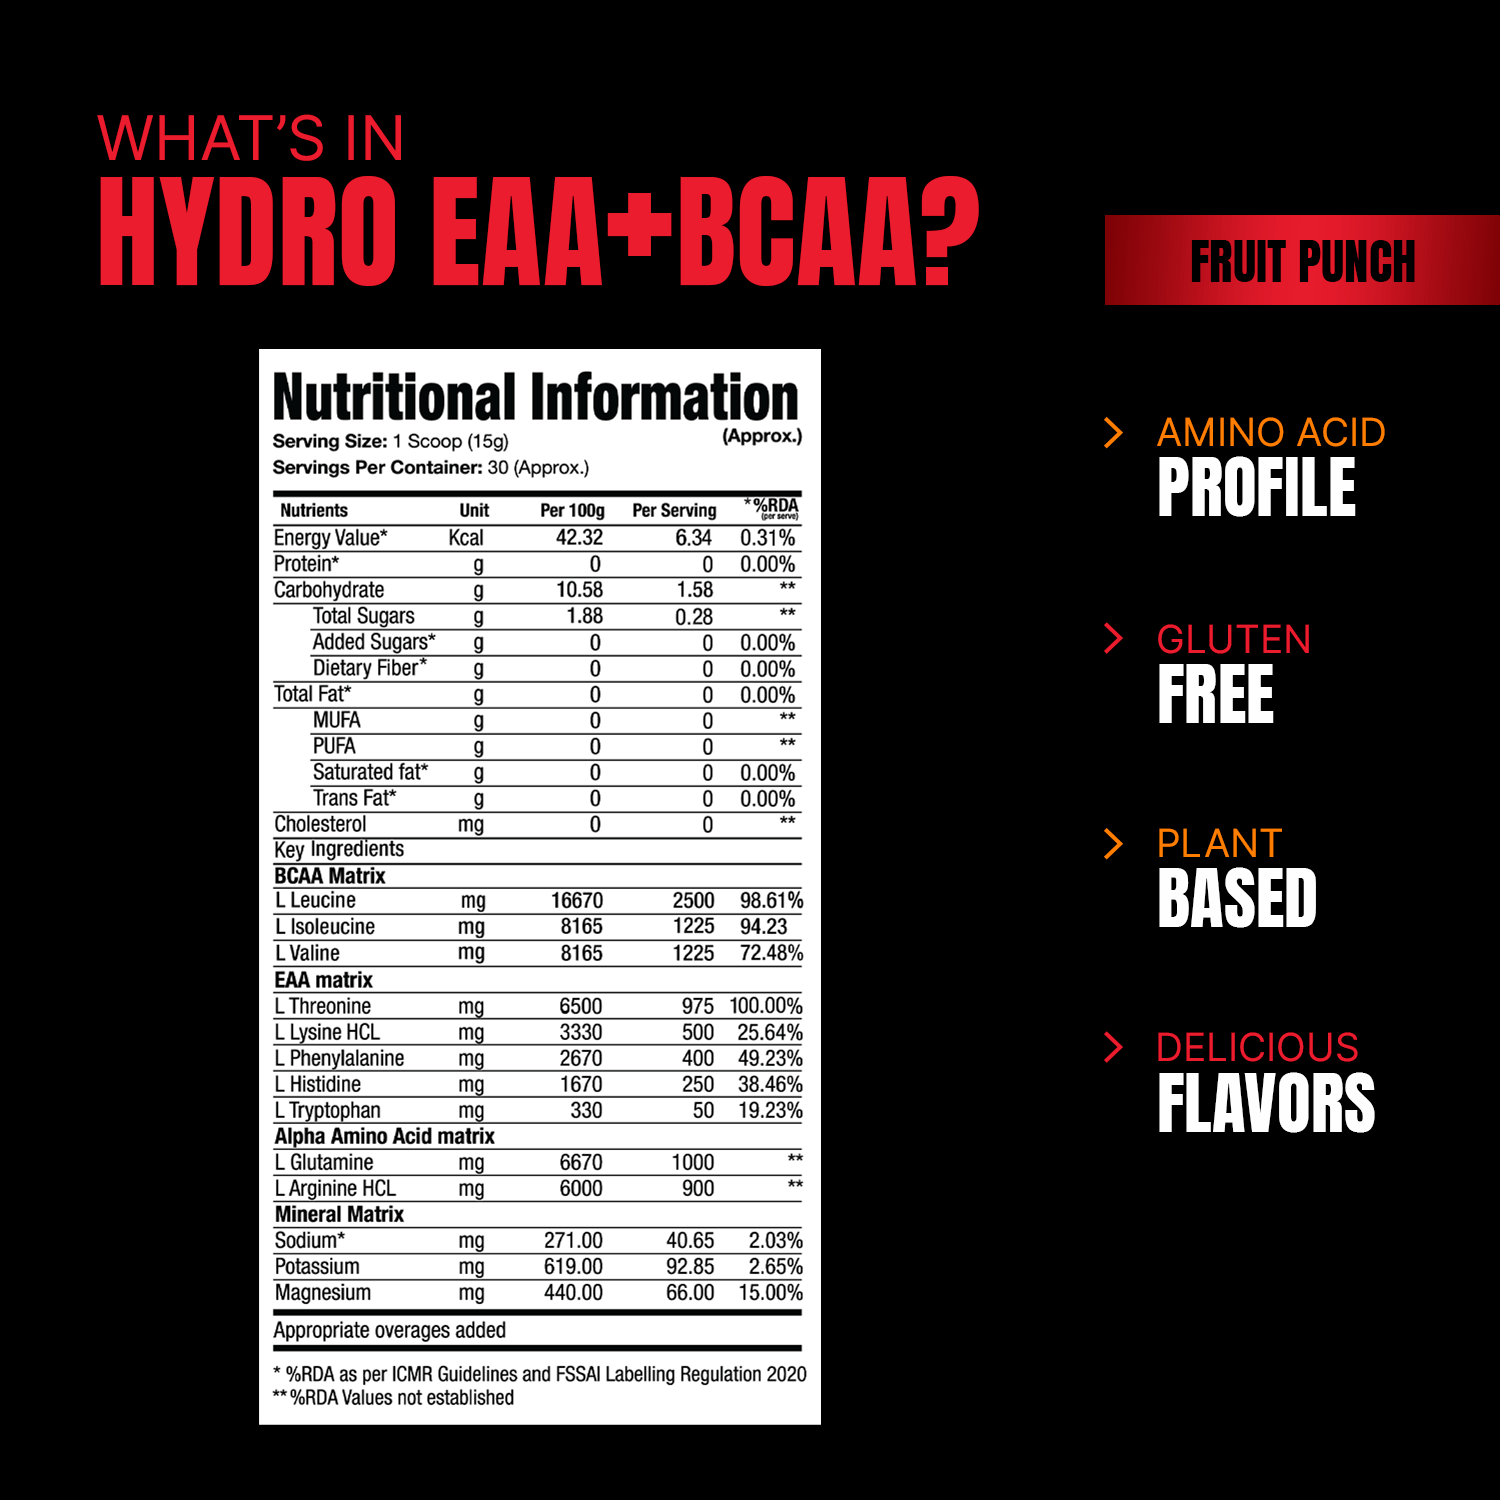 WHAT'S IN
HYDRO EAA+BCAA?
FRUIT PUNCH
Nutritional Information
(Approx.)
Serving Size: 1 Scoop (15g)
Servings Per Container: 30 (Approx.)
Nutrients Unit Per 100g Per Serving *%RDA
(per serve)
Energy Value* Kcal 42.32 6.34 0.31%
Protein* g 0 0 0.00%
Carbohydrate g 10.58 1.58 **
Total Sugars g 1.88 0.28 **
Added Sugars* g 0 0 0.00%
Dietary Fiber* g 0 0 0.00%
Total Fat* g 0 0 0.00%
MUFA g 0 0 **
PUFA g 0 0 **
Saturated fat* g 0 0 0.00%
Trans Fat* g 0 0 0.00%
Cholesterol mg 0 0 **
Key Ingredients
BCAA Matrix
L Leucine mg 16670 2500 98.61%
L Isoleucine mg 8165 1225 94.23
L Valine mg 8165 1225 72.48%
EAA matrix
L Threonine mg 6500 975 100.00%
L Lysine HCL mg 3330 500 25.64%
L Phenylalanine mg 2670 400 49.23%
L Histidine mg 1670 250 38.46%
L Tryptophan mg 330 50 19.23%
Alpha Amino Acid matrix
L Glutamine mg 6670 1000 **
L Arginine HCL mg 6000 900 **
Mineral Matrix
Sodium* mg 271.00 40.65 2.03%
Potassium mg 619.00 92.85 2.65%
Magnesium mg 440.00 66.00 15.00%
Appropriate overages added
* %RDA as per ICMR Guidelines and FSSAI Labelling Regulation 2020
** %RDA Values not established
AMINO ACID
PROFILE
GLUTEN
FREE
PLANT
BASED
DELICIOUS
FLAVORS